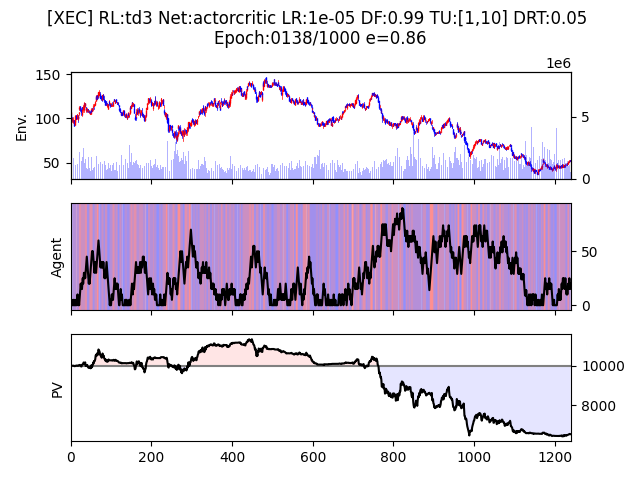 [XEC] RL:td3 Net:actorcritic LR:1e-05 DF:0.99 TU:[1,10] DRT:0.05
Epoch:0138/1000 e=0.86
1e6
150
100
50
Env.
5
0
Agent
50
0
PV
10000
8000
0 200 400 600 800 1000 1200